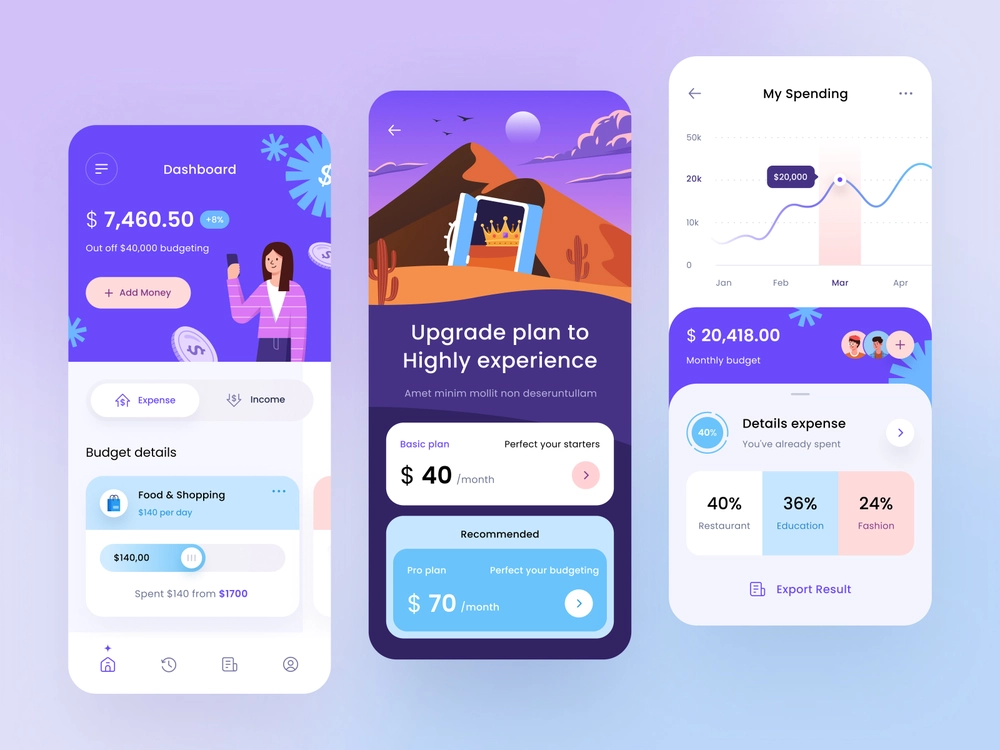 Dashboard
$ 7,460.50 +8%
Out off $40,000 budgeting
+ Add Money
Expense
Income
Budget details
Food & Shopping
$140 per day
$140,00
Spent $140 from $1700
Upgrade plan to
Highly experience
Amet minim mollit non deseruntullam
Basic plan
Perfect your starters
$ 40 /month
Recommended
Pro plan
Perfect your budgeting
$ 70 /month
My Spending
50k
20k
$20,000
10k
0
Jan Feb Mar Apr
$ 20,418.00
Monthly budget
40%
Details expense
You've already spent
40% 36% 24%
Restaurant Education Fashion
Export Result